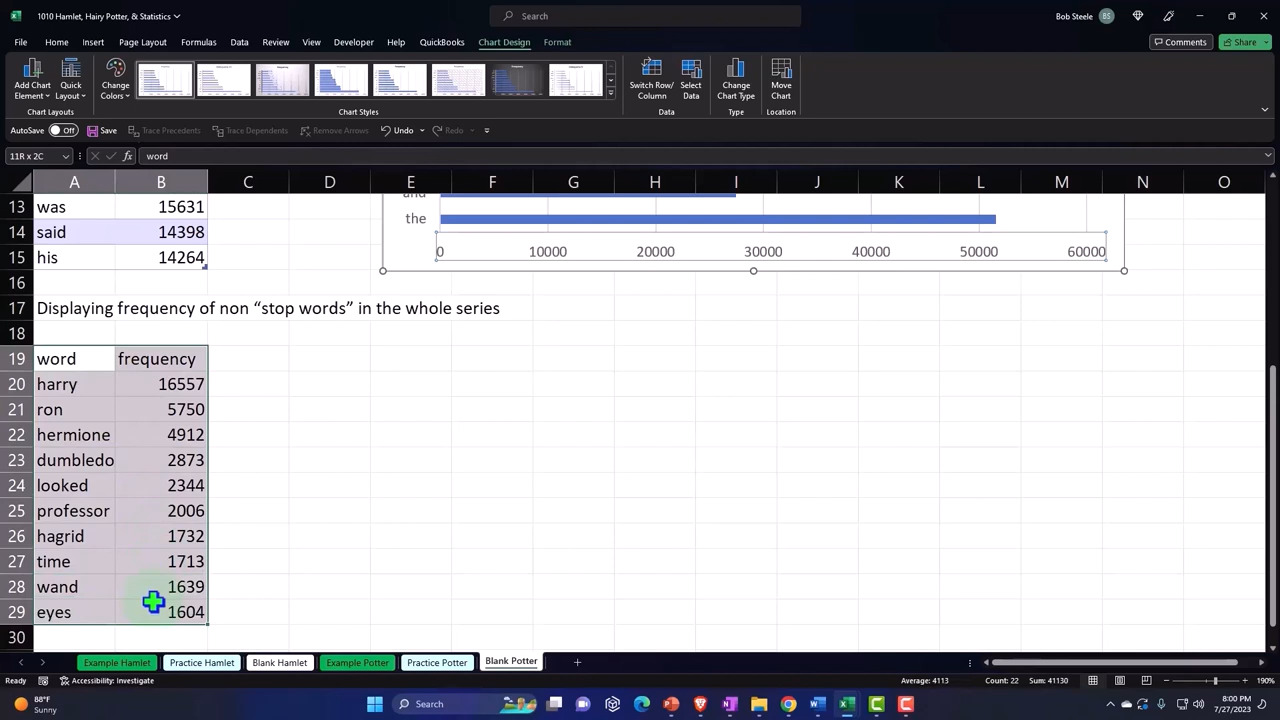 1010 Hamlet, Hairy Potter, & Statistics
Search
Bob Steele
BS
File Home Insert Page Layout Formulas Data Review View Developer Help QuickBooks Chart Design Format
Comments
Share
Add Chart Element
Quick Layout
Change Colors
Switch Row/Column
Select Data
Change Chart Type
Move Chart
Chart Layouts
Chart Styles
Data
Type
Location
AutoSave Off Save Trace Precedents Trace Dependents Remove Arrows Undo Redo
11R x 2C fx word
A B C D E F G H I J K L M N O
13 was 15631
14 said 14398
15 his 14264
and
the
0 10000 20000 30000 40000 50000 60000
16
17 Displaying frequency of non “stop words” in the whole series
18
19 word frequency
20 harry 16557
21 ron 5750
22 hermione 4912
23 dumbledo 2873
24 looked 2344
25 professor 2006
26 hagrid 1732
27 time 1713
28 wand 1639
29 eyes 1604
30
Example Hamlet Practice Hamlet Blank Hamlet Example Potter Practice Potter Blank Potter
Ready Accessibility: Investigate Average: 4113 Count: 22 Sum: 41130 190%
88°F
Sunny
Search
8:00 PM
7/27/2023